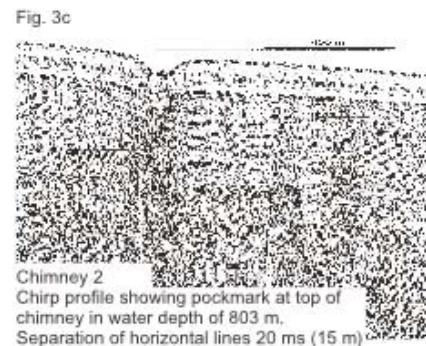 Fig. 3c
Chimney 2
Chirp profile showing pockmark at top of
chimney in water depth of 803 m.
Separation of horizontal lines 20 ms (15 m)